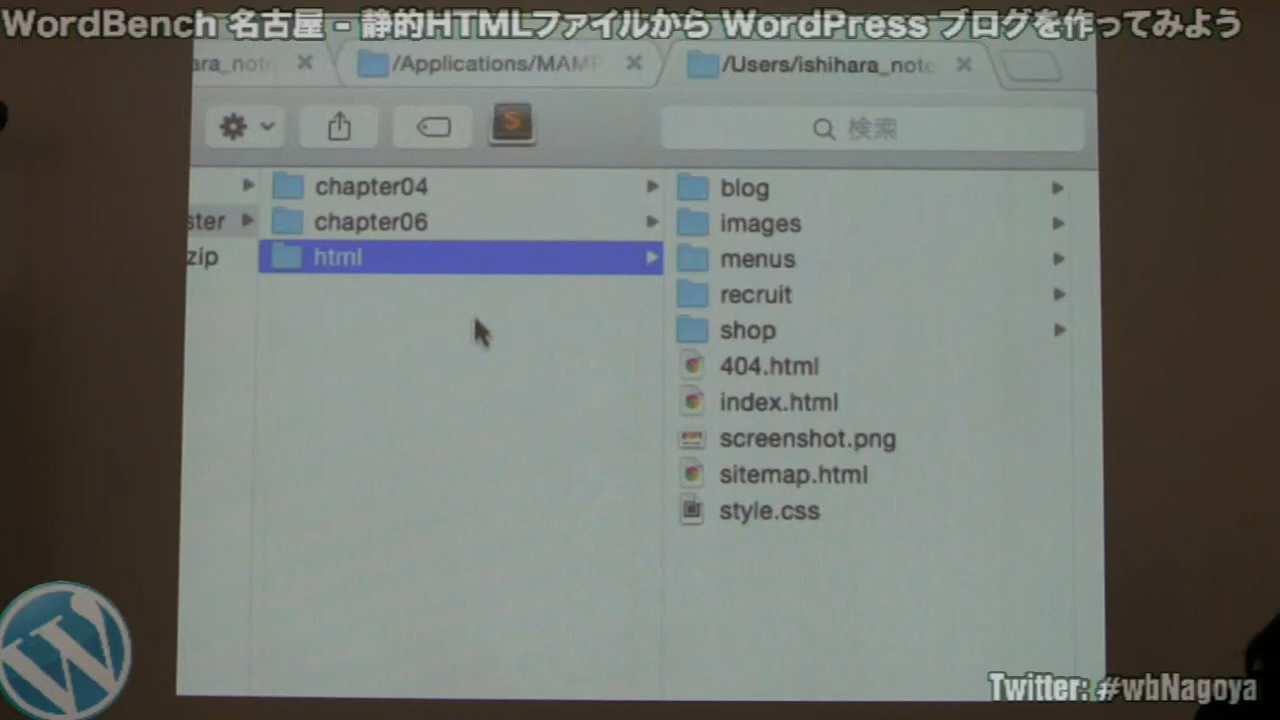 WordBench 名古屋 - 静的HTMLファイルから WordPress ブログを作ってみよう
ara_note
/Applications/MAMP
/Users/ishihara_note
検索
chapter04
blog
ster
chapter06
images
zip
html
menus
recruit
shop
404.html
index.html
screenshot.png
sitemap.html
style.css
Twitter: #wbNagoya